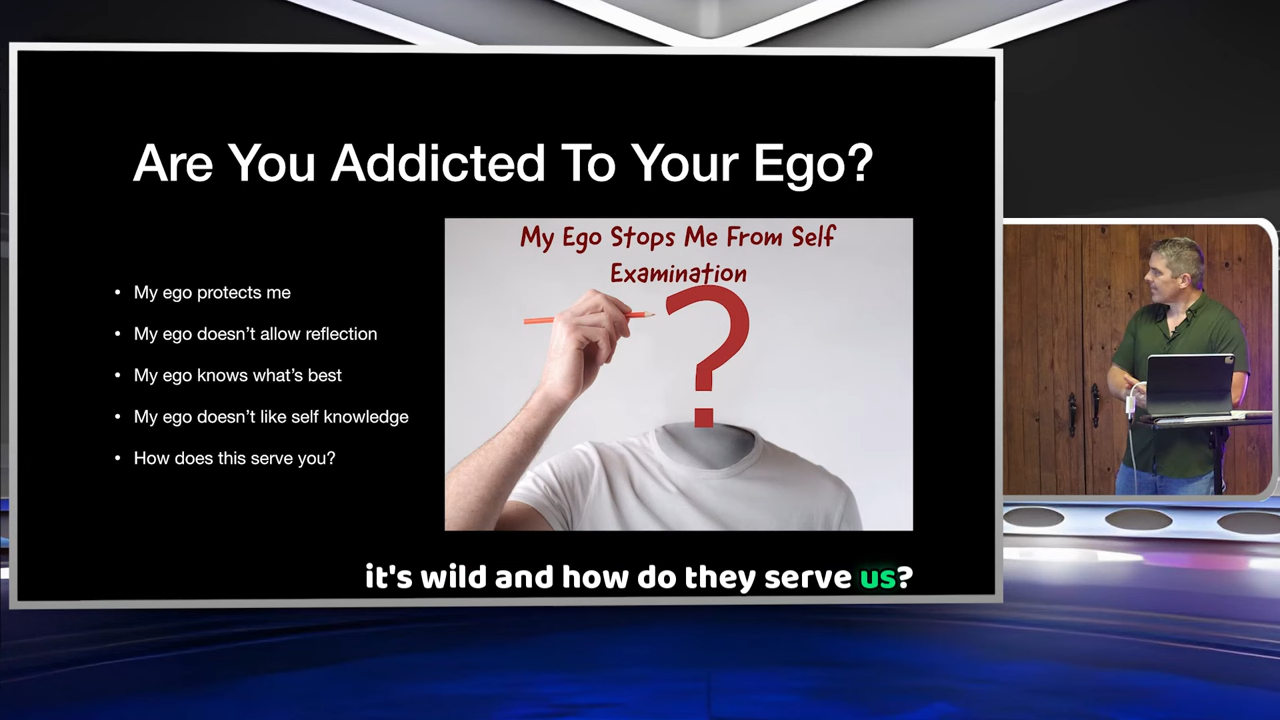 Are You Addicted To Your Ego?
My Ego Stops Me From Self
Examination
• My ego protects me
• My ego doesn’t allow reflection
• My ego knows what’s best
• My ego doesn’t like self knowledge
• How does this serve you?
it's wild and how do they serve us?